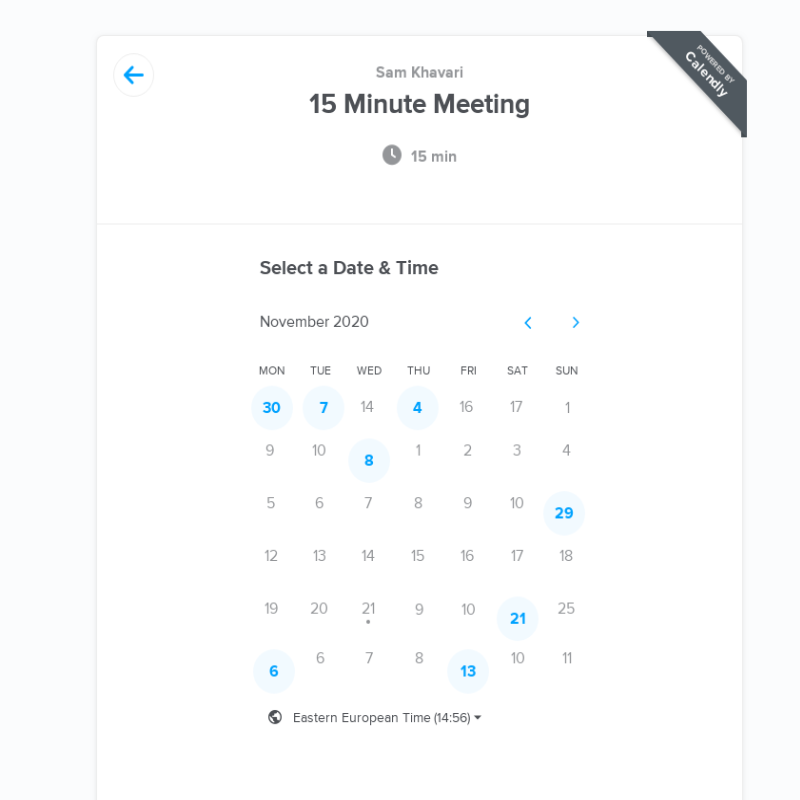 POWERED BY
Calendly
Sam Khavari
15 Minute Meeting
15 min
Select a Date & Time
November 2020
MON TUE WED THU FRI SAT SUN
30 7 14 4 16 17 1
9 10 8 1 2 3 4
5 6 7 8 9 10 29
12 13 14 15 16 17 18
19 20 21 9 10 21 25
6 6 7 8 13 10 11
Eastern European Time (14:56)